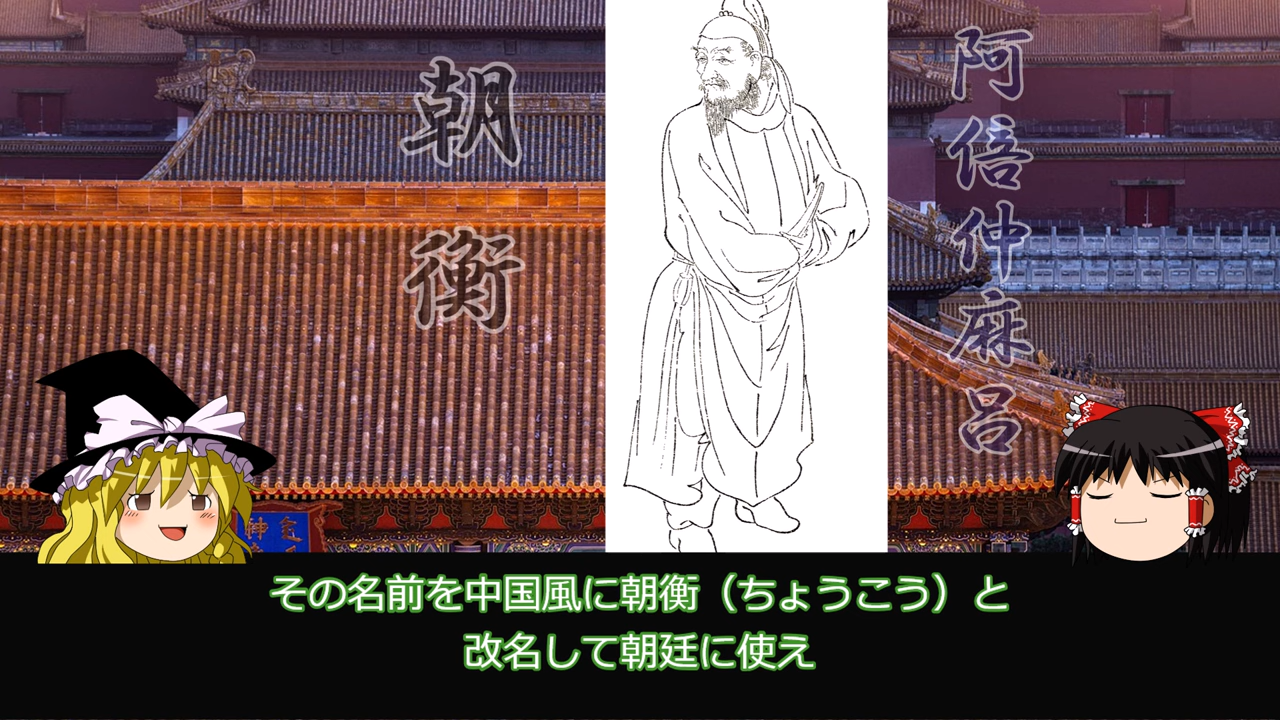 阿倍仲麻呂
朝衡
その名前を中国風に朝衡（ちょうこう）と
改名して朝廷に使え